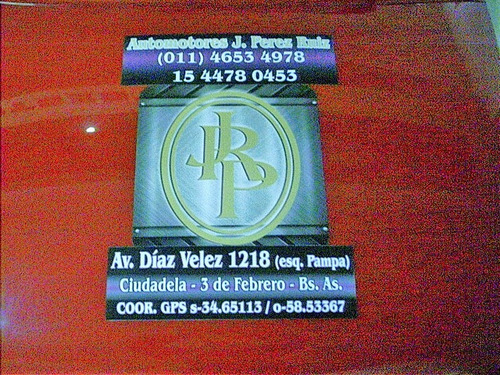 Automotores J. Perez Ruiz
(011) 4653 4978
15 4478 0453
JPR
Av. Díaz Velez 1218 (esq. Pampa)
Ciudadela - 3 de Febrero - Bs. As.
COOR. GPS s-34.65113 / o-58.53367